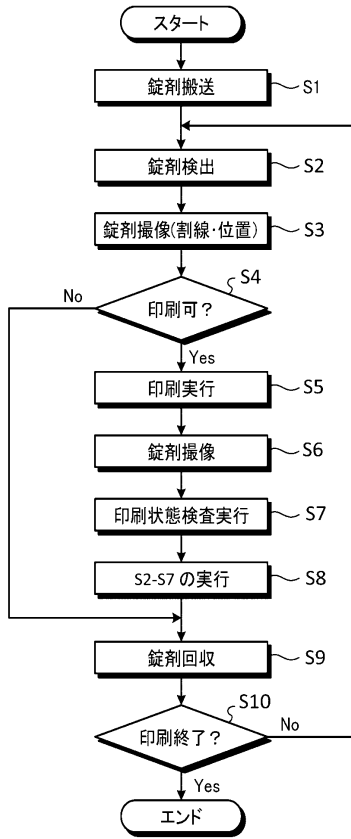 スタート
錠剤搬送 S1
錠剤検出 S2
錠剤撮像(割線・位置) S3
S4
No 印刷可?
Yes
印刷実行 S5
錠剤撮像 S6
印刷状態検査実行 S7
S2-S7 の実行 S8
錠剤回収 S9
S10
印刷終了? No
Yes
エンド